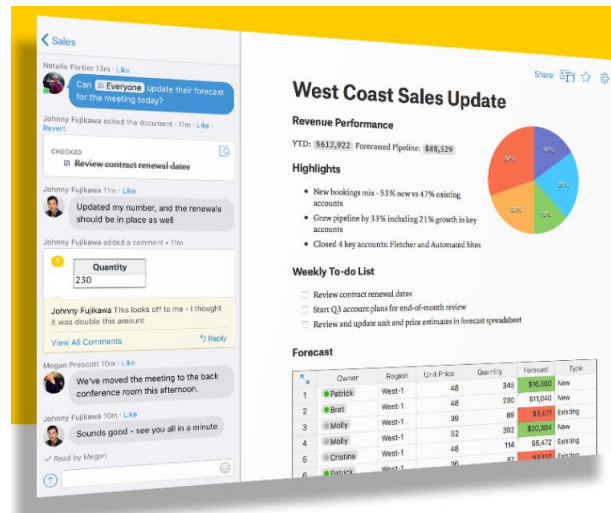 Sales
Natalie Fortier 13m · Like
Can Everyone update their forecast
for the meeting today?
Johnny Fujikawa edited the document · 11m · Like ·
Revert
CHECKED
Review contract renewal dates
Johnny Fujikawa 11m · Like
Updated my number, and the renewals
should be in place as well
Johnny Fujikawa added a comment • 11m
Quantity
230
Johnny Fujikawa This looks off to me - I thought
it was double this amount
View All Comments
Reply
Megan Prescott 10m · Like
We've moved the meeting to the back
conference room this afternoon.
Johnny Fujikawa 10m · Like
Sounds good - see you all in a minute
Read by Megan
Share
West Coast Sales Update
Revenue Performance
YTD: $612,922 Forecasted Pipeline: $88,529
Highlights
New bookings mix - 53% new vs 47% existing
accounts
Grew pipeline by 33% including 21% growth in key
accounts
Closed 4 key accounts: Fletcher and Automated Sites
Weekly To-do List
Review contract renewal dates
Start Q3 account plans for end-of-month review
Review and update unit and price estimates in forecast spreadsheet
Forecast
Owner Region Unit Price Quantity Forecast Type
1 Patrick West-1 48 345 $16,560 New
2 Bret West-1 48 230 $11,040 New
3 Molly West-1 39 89 $3,471 Existing
4 Molly West-1 52 392 $20,384 New
5 Cristina West-1 48 114 $5,472 Existing
6 Patrick West-1 36 87 $3,132 Existing